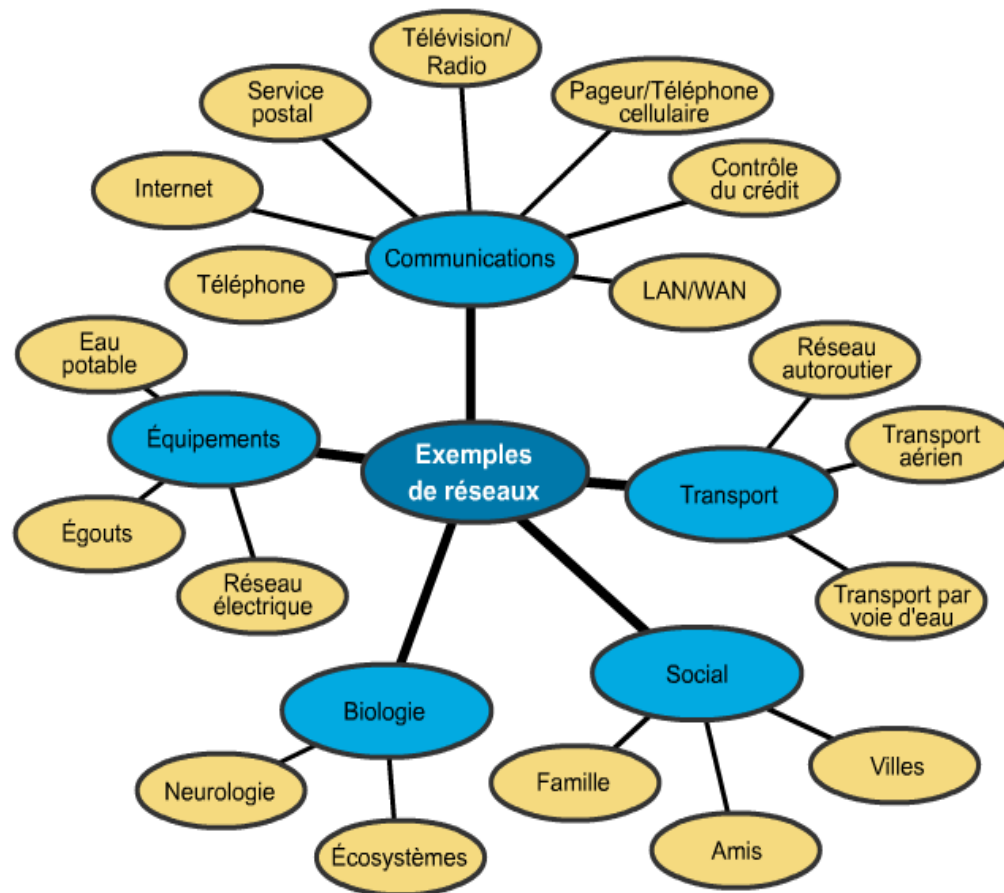 Télévision/
Radio
Service
postal
Pageur/Téléphone
cellulaire
Internet
Contrôle
du crédit
Communications
Téléphone
LAN/WAN
Eau
potable
Réseau
autoroutier
Équipements
Exemples
de réseaux
Transport
aérien
Transport
Égouts
Réseau
électrique
Transport par
voie d'eau
Social
Biologie
Neurologie
Famille
Villes
Écosystèmes
Amis